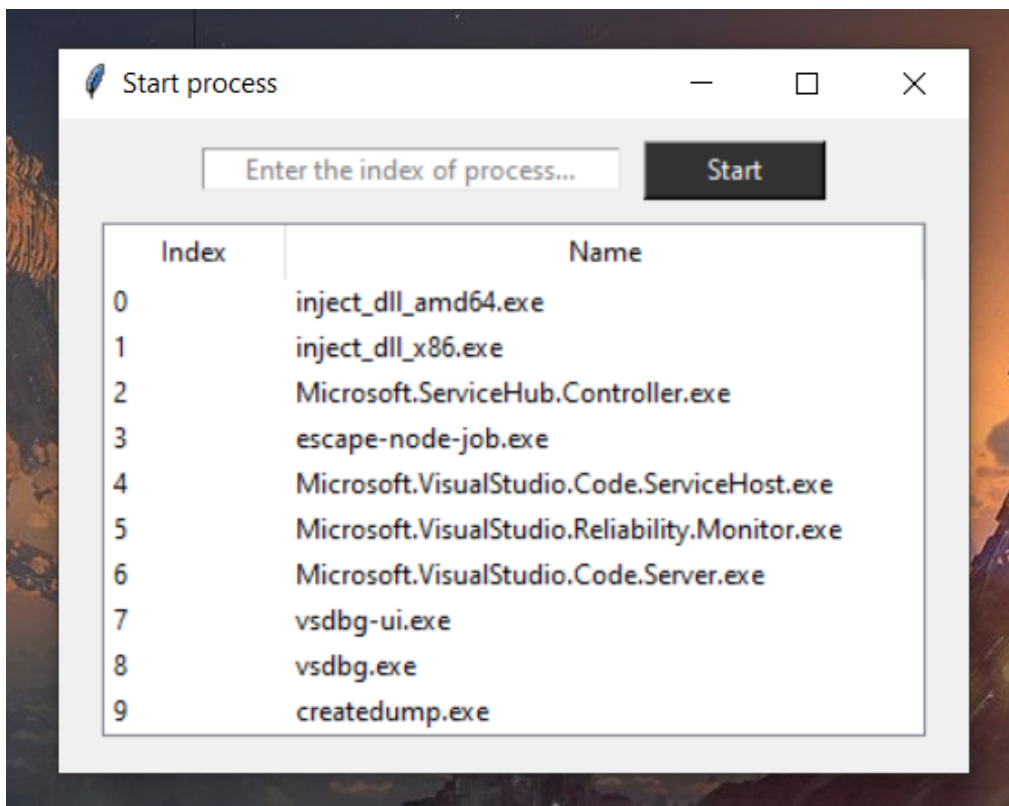 Start process
Enter the index of process... Start
Index Name
0 inject_dll_amd64.exe
1 inject_dll_x86.exe
2 Microsoft.ServiceHub.Controller.exe
3 escape-node-job.exe
4 Microsoft.VisualStudio.Code.ServiceHost.exe
5 Microsoft.VisualStudio.Reliability.Monitor.exe
6 Microsoft.VisualStudio.Code.Server.exe
7 vsdbg-ui.exe
8 vsdbg.exe
9 createdump.exe